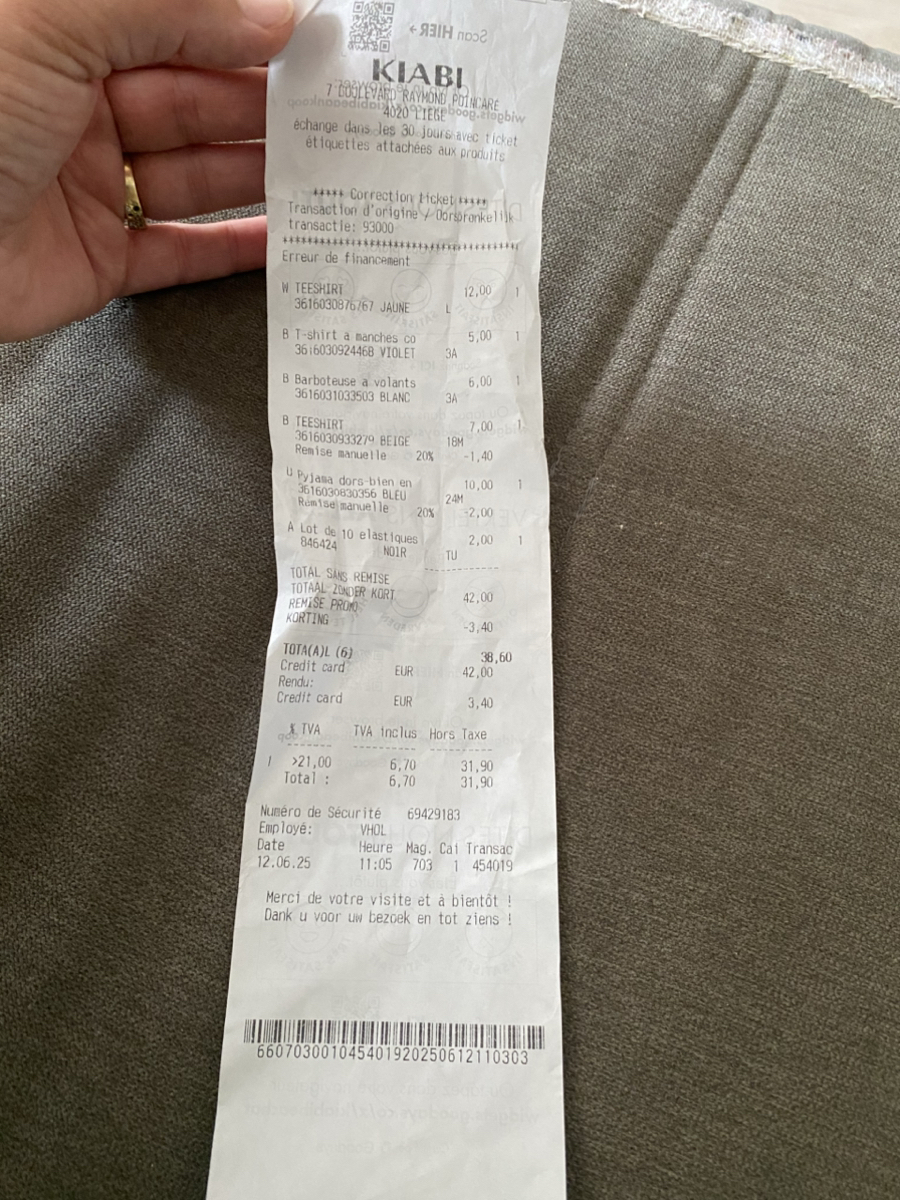 Scan HIER →
KIABI
7 BOULEVARD RAYMOND POINCARE
4020 LIEGE
échange dans les 30 jours avec ticket
étiquettes attachées aux produits
***** Correction ticket *****
Transaction d'origine \ Oorspronkelijk
transactie: 93000
Erreur de financement
W TEESHIRT 12,00 1
3616030876767 JAUNE L
B T-shirt à manches co 5,00 1
3616030924468 VIOLET 3A
B Barboteuse à volants 6,00 1
3616031033503 BLANC 3A
B TEESHIRT 7,00 1
3616030933279 BEIGE 18M
Remise manuelle 20% -1,40
U Pyjama dors-bien en 10,00 1
3616030830356 BLEU 24M
Remise manuelle 20% -2,00
A Lot de 10 elastiques 2,00 1
846424 NOIR TU
TOTAL SANS REMISE
TOTAAL ZONDER KORT 42,00
REMISE PROMO
KORTING -3,40
TOTA(A)L (6) 38,60
Credit card EUR 42,00
Rendu:
Credit card EUR 3,40
% TVA TVA inclus Hors Taxe
1 >21,00 6,70 31,90
Total : 6,70 31,90
Numéro de Sécurité 69429183
Employé: VHOL
Date Heure Mag. Cai Transac
12.06.25 11:05 703 1 454019
Merci de votre visite et à bientôt !
Dank u voor uw bezoek en tot ziens !
660703001045401920250612110303